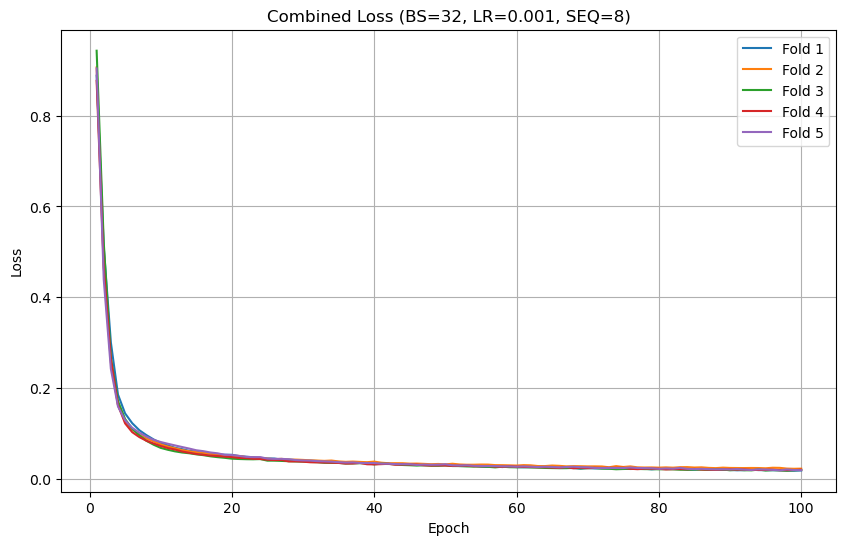 Combined Loss (BS=32, LR=0.001, SEQ=8)
Fold 1
Fold 2
Fold 3
Fold 4
Fold 5
Loss
0.8
0.6
0.4
0.2
0.0
0 20 40 60 80 100
Epoch